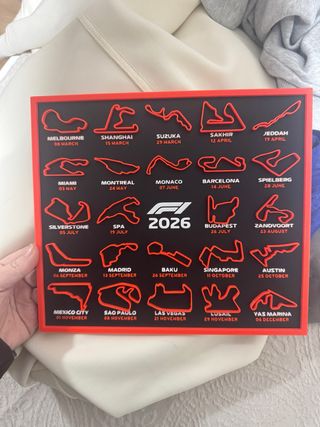 MELBOURNE SHANGHAI SUZUKA SAKHIR JEDDAH
08 MARCH 15 MARCH 29 MARCH 12 APRIL 19 APRIL
MIAMI MONTREAL MONACO BARCELONA SPIELBERG
03 MAY 24 MAY 07 JUNE 14 JUNE 28 JUNE
SILVERSTONE SPA F1 BUDAPEST ZANDVOORT
05 JULY 19 JULY 2026 26 JULY 23 AUGUST
MONZA MADRID BAKU SINGAPORE AUSTIN
06 SEPTEMBER 13 SEPTEMBER 26 SEPTEMBER 11 OCTOBER 25 OCTOBER
MEXICO CITY SAO PAULO LAS VEGAS LUSAIL YAS MARINA
01 NOVEMBER 08 NOVEMBER 21 NOVEMBER 29 NOVEMBER 06 DECEMBER